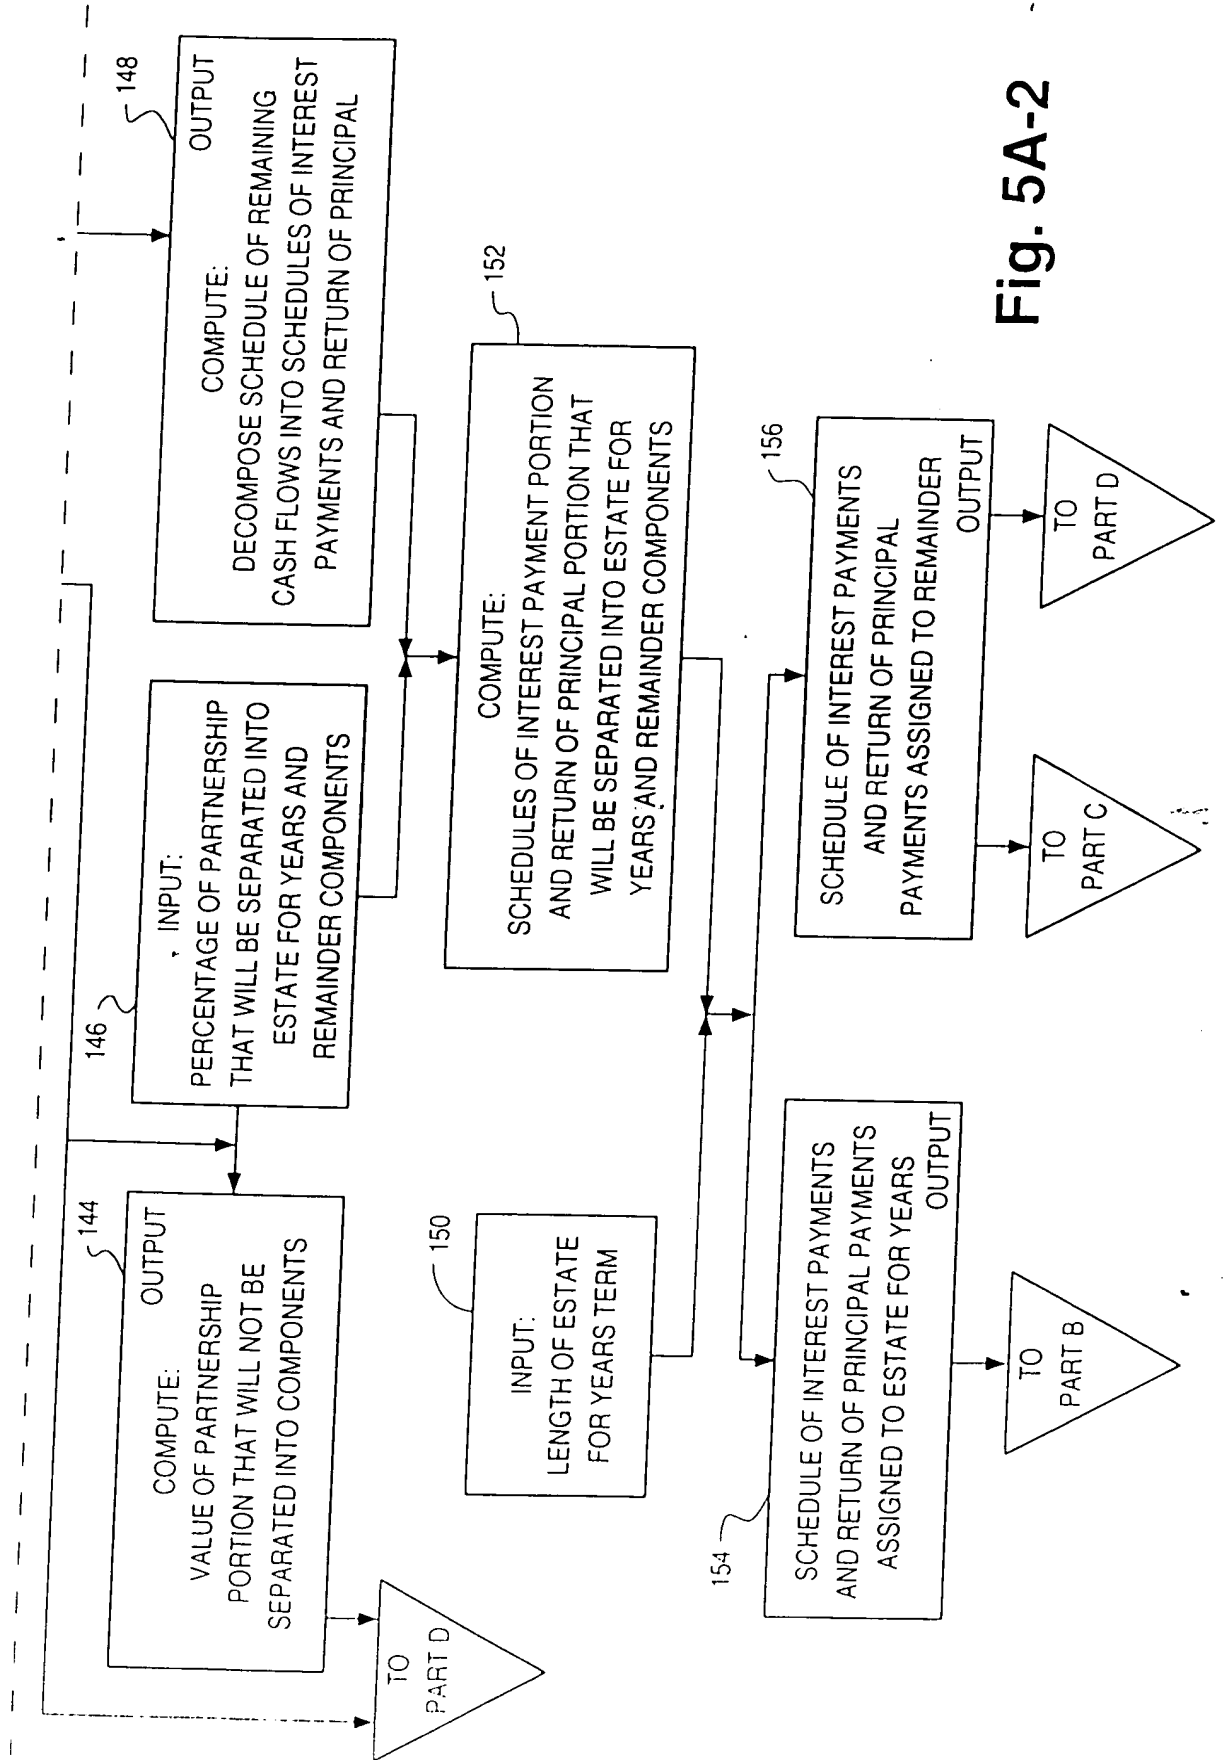 144
OUTPUT
COMPUTE:
VALUE OF PARTNERSHIP
PORTION THAT WILL NOT BE
SEPARATED INTO COMPONENTS
TO
PART D
146
INPUT:
PERCENTAGE OF PARTNERSHIP
THAT WILL BE SEPARATED INTO
ESTATE FOR YEARS AND
REMAINDER COMPONENTS
148
OUTPUT
COMPUTE:
DECOMPOSE SCHEDULE OF REMAINING
CASH FLOWS INTO SCHEDULES OF INTEREST
PAYMENTS AND RETURN OF PRINCIPAL
150
INPUT:
LENGTH OF ESTATE
FOR YEARS TERM
152
COMPUTE:
SCHEDULES OF INTEREST PAYMENT PORTION
AND RETURN OF PRINCIPAL PORTION THAT
WILL BE SEPARATED INTO ESTATE FOR
YEARS AND REMAINDER COMPONENTS
154
SCHEDULE OF INTEREST PAYMENTS
AND RETURN OF PRINCIPAL PAYMENTS
ASSIGNED TO ESTATE FOR YEARS
OUTPUT
TO
PART B
156
SCHEDULE OF INTEREST PAYMENTS
AND RETURN OF PRINCIPAL
PAYMENTS ASSIGNED TO REMAINDER
OUTPUT
TO
PART C
TO
PART D
Fig. 5A-2